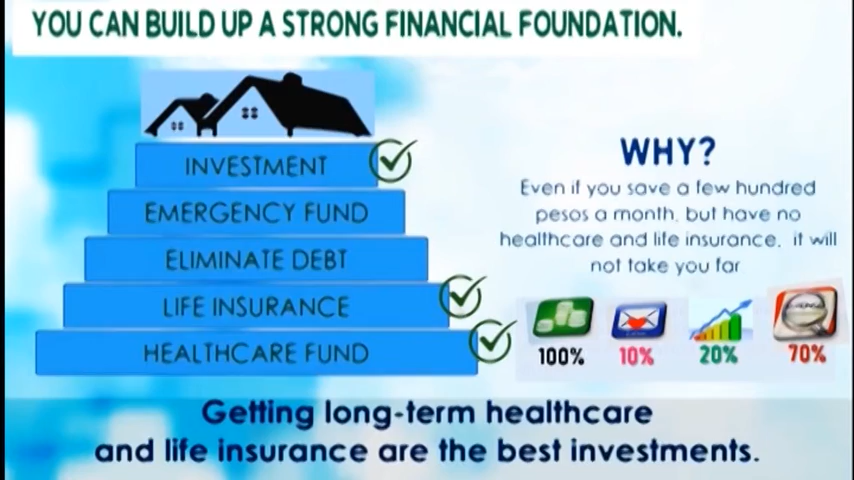 YOU CAN BUILD UP A STRONG FINANCIAL FOUNDATION.
INVESTMENT
EMERGENCY FUND
ELIMINATE DEBT
LIFE INSURANCE
HEALTHCARE FUND
WHY?
Even if you save a few hundred
pesos a month, but have no
healthcare and life insurance, it will
not take you far
100%
10%
20%
70%
Getting long-term healthcare
and life insurance are the best investments.